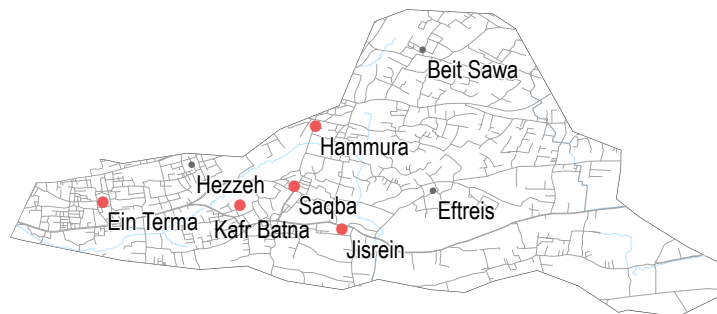 Beit Sawa
Hammura
Hezzeh
Saqba
Eftreis
Ein Terma
Kafr Batna
Jisrein